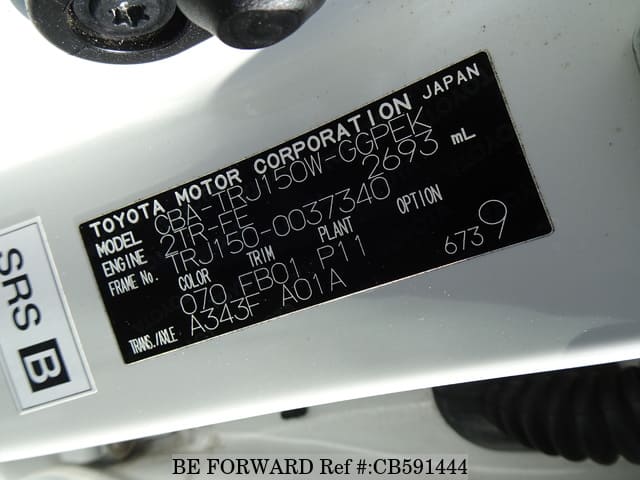 TOYOTA MOTOR CORPORATION JAPAN
MODEL CBA-TRJ150W-GGPEK
ENGINE 2TR-FE 2693 mL
FRAME No. TRJ150-0037340
COLOR TRIM PLANT OPTION
070 FB01 P11
TRANS./AXLE A343F A01A
6739
SRS B
BE FORWARD Ref #:CB591444